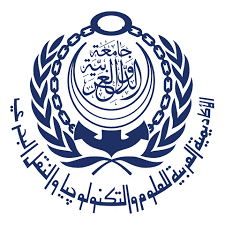 جامعة
الدول العربية
الأكاديمية العربية للعلوم والتكنولوجيا والنقل البحري